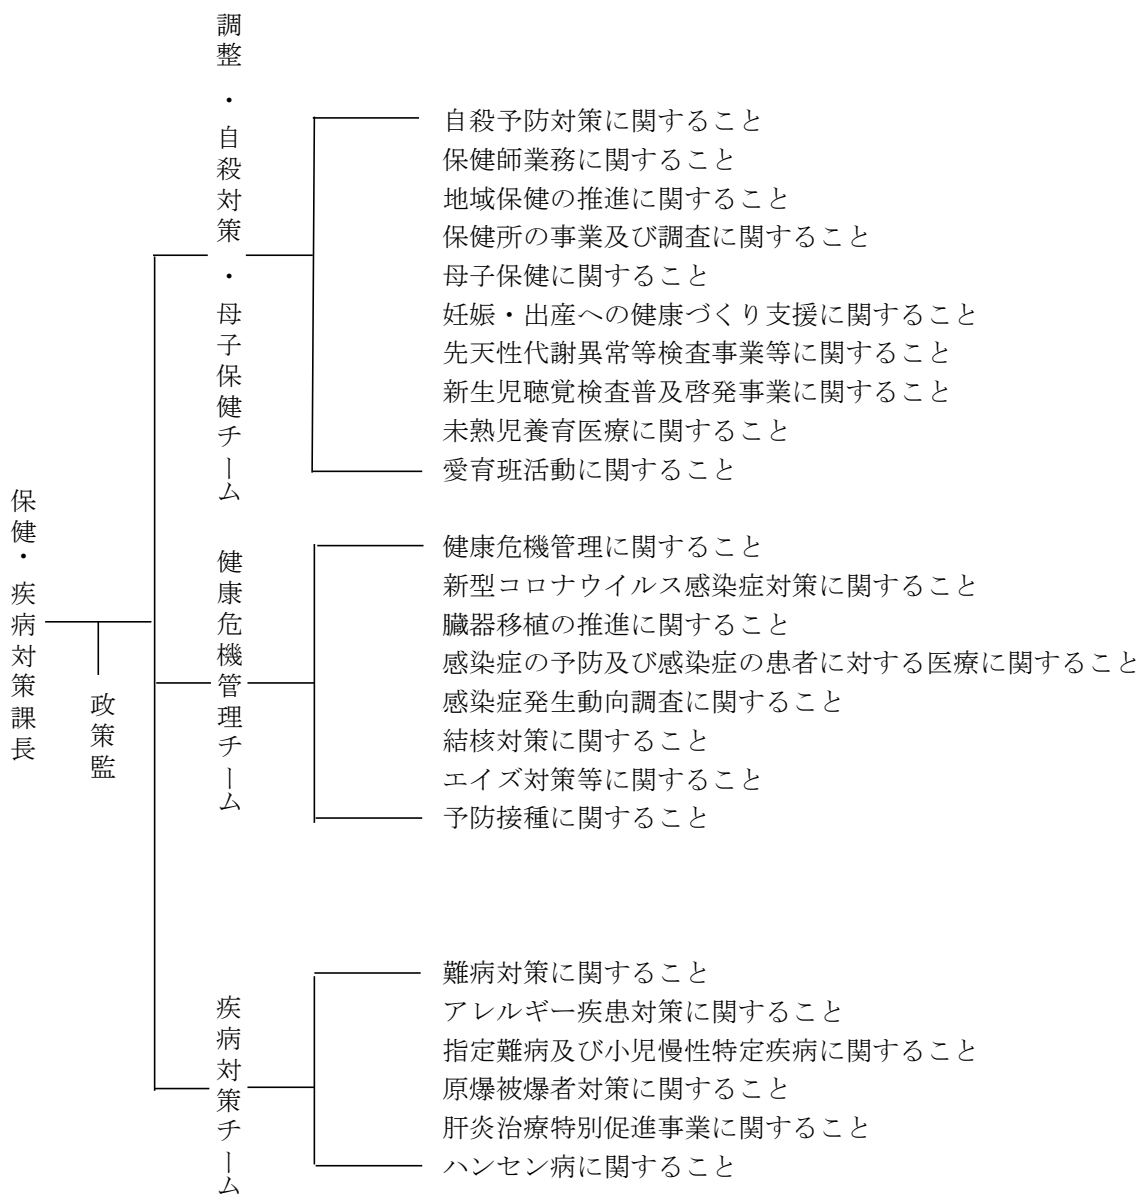 保健・疾病対策課長
政策監
調整・自殺対策・母子保健チーム
自殺予防対策に関すること
保健師業務に関すること
地域保健の推進に関すること
保健所の事業及び調査に関すること
母子保健に関すること
妊娠・出産への健康づくり支援に関すること
先天性代謝異常等検査事業等に関すること
新生児聴覚検査普及啓発事業に関すること
未熟児養育医療に関すること
愛育班活動に関すること
健康危機管理チーム
健康危機管理に関すること
新型コロナウイルス感染症対策に関すること
臓器移植の推進に関すること
感染症の予防及び感染症の患者に対する医療に関すること
感染症発生動向調査に関すること
結核対策に関すること
エイズ対策等に関すること
予防接種に関すること
疾病対策チーム
難病対策に関すること
アレルギー疾患対策に関すること
指定難病及び小児慢性特定疾病に関すること
原爆被爆者対策に関すること
肝炎治療特別促進事業に関すること
ハンセン病に関すること